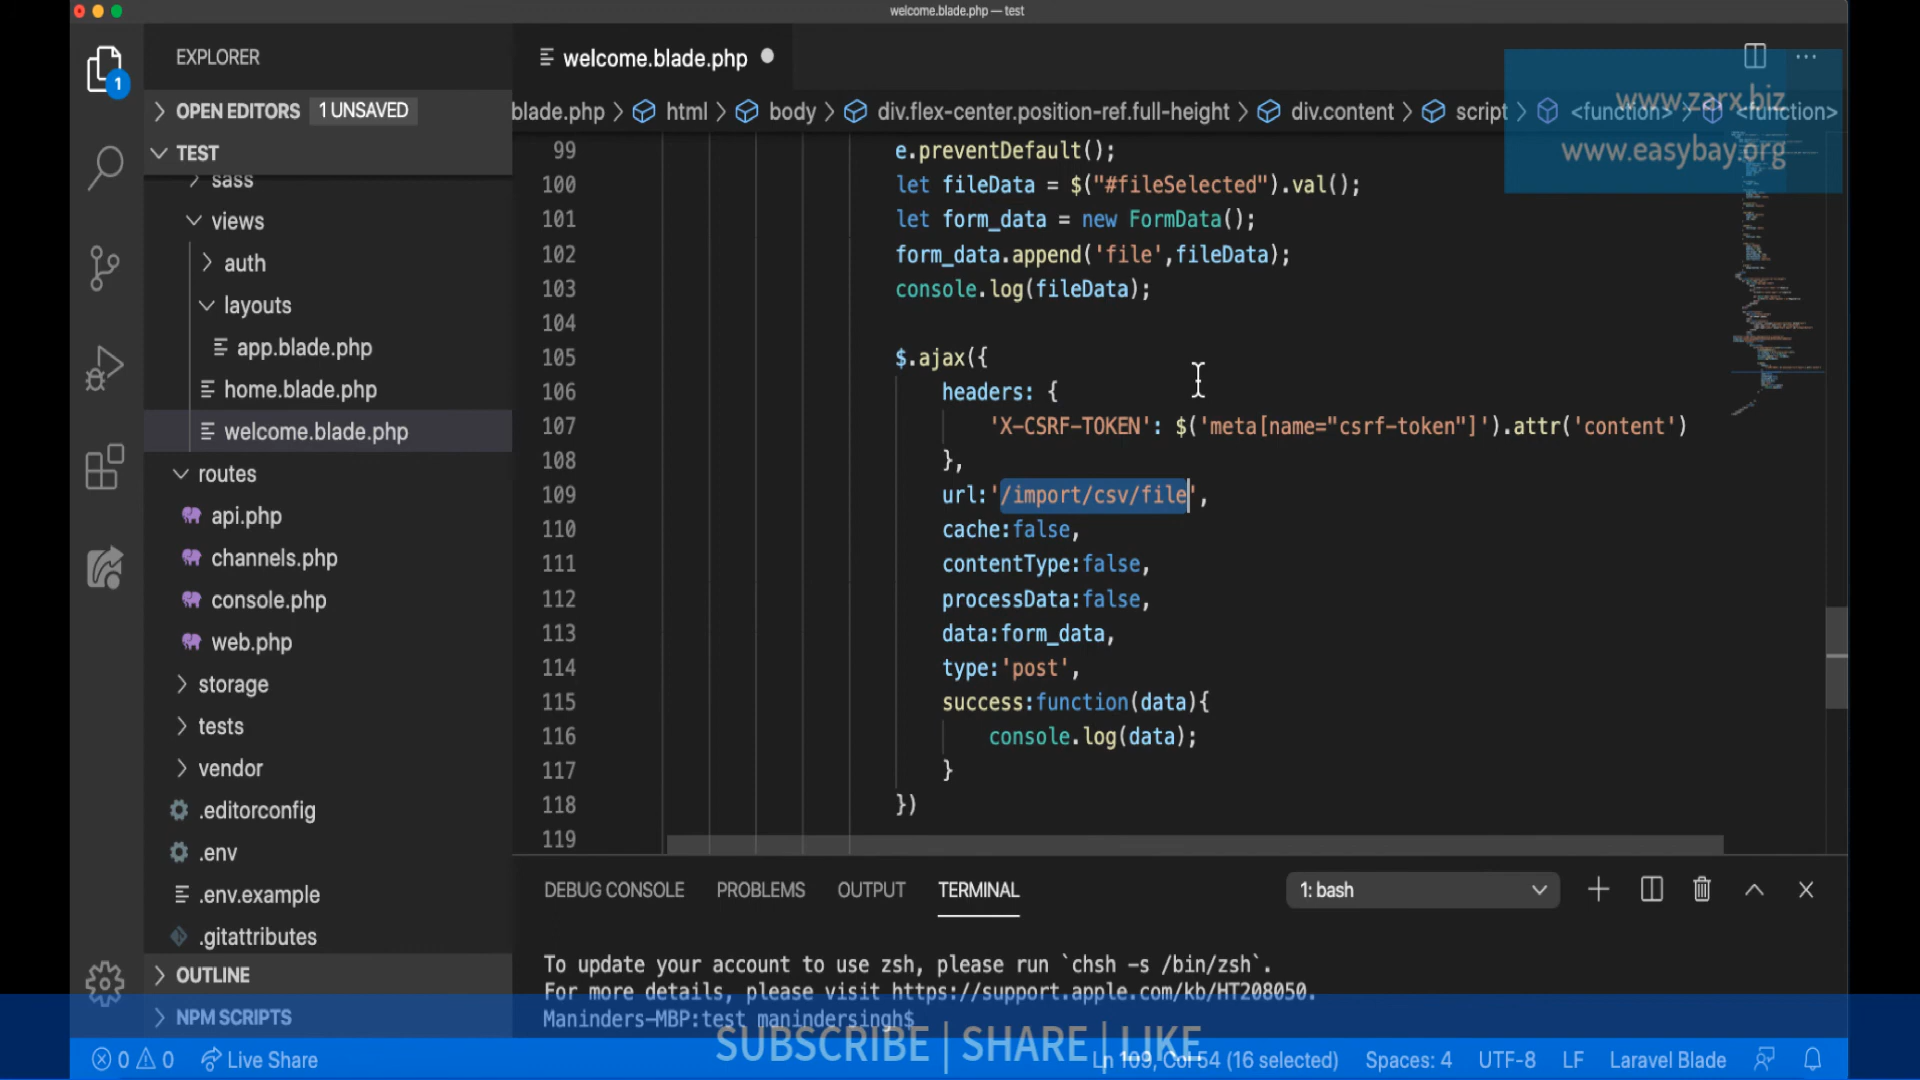 welcome.blade.php — test
EXPLORER
OPEN EDITORS 1 UNSAVED
TEST
sass
views
auth
layouts
app.blade.php
home.blade.php
welcome.blade.php
routes
api.php
channels.php
console.php
web.php
storage
tests
vendor
.editorconfig
.env
.env.example
.gitattributes
OUTLINE
NPM SCRIPTS
1
welcome.blade.php
blade.php > html > body > div.flex-center.position-ref.full-height > div.content > script > <function> > <function>
www.zarx.biz
www.easybay.org
99 e.preventDefault();
100 let fileData = $("#fileSelected").val();
101 let form_data = new FormData();
102 form_data.append('file',fileData);
103 console.log(fileData);
104
105 $.ajax({
106 headers: {
107 'X-CSRF-TOKEN': $('meta[name="csrf-token"]').attr('content')
108 },
109 url:'/import/csv/file',
110 cache:false,
111 contentType:false,
112 processData:false,
113 data:form_data,
114 type:'post',
115 success:function(data){
116 console.log(data);
117 }
118 })
119
DEBUG CONSOLE PROBLEMS OUTPUT TERMINAL 1: bash
To update your account to use zsh, please run `chsh -s /bin/zsh`.
For more details, please visit https://support.apple.com/kb/HT208050.
Maninders-MBP:test manindersingh$
SUBSCRIBE | SHARE | LIKE
0 0 Live Share Ln 109, Col 54 (16 selected) Spaces: 4 UTF-8 LF Laravel Blade